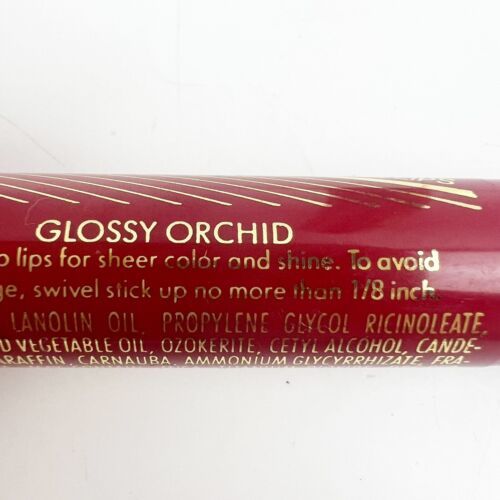 GLOSSY ORCHID
lips for sheer color and shine. To avoid
swivel stick up no more than 1/8 inch.
LANOLIN OIL, PROPYLENE GLYCOL RICINOLEATE,
VEGETABLE OIL, OZOKERITE, CETYL ALCOHOL, CANDE-
CARNAUBA, AMMONIUM GLYCYRRHIZATE, FRA-